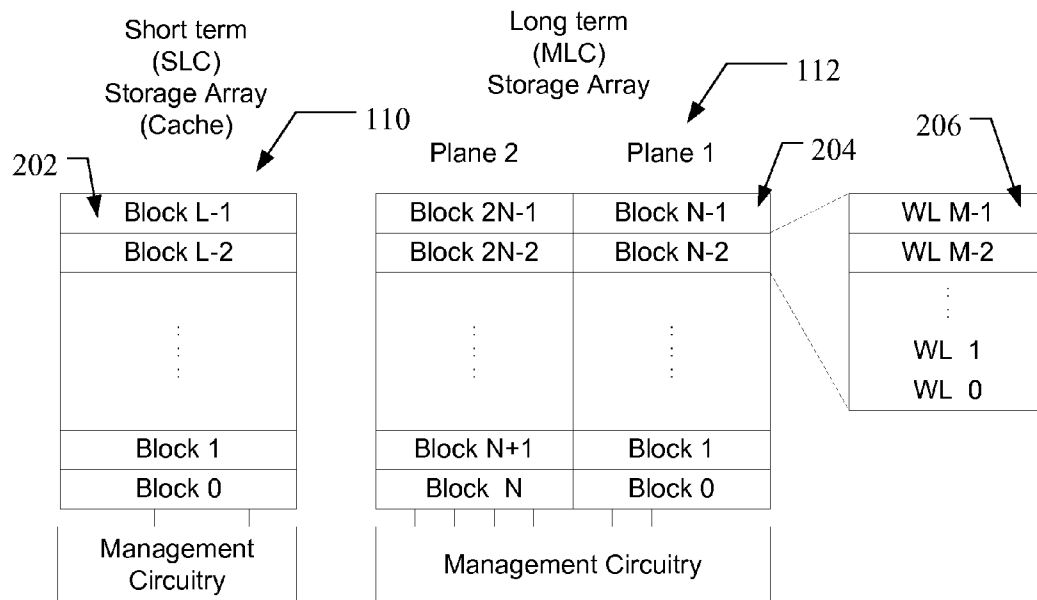 Short term
(SLC)
Storage Array
(Cache)
110
202
Block L-1
Block L-2
Block 1
Block 0
Management
Circuitry
Long term
(MLC)
Storage Array
112
Plane 2
Plane 1
204
Block 2N-1
Block N-1
Block 2N-2
Block N-2
Block N+1
Block 1
Block N
Block 0
Management Circuitry
206
WL M-1
WL M-2
WL 1
WL 0